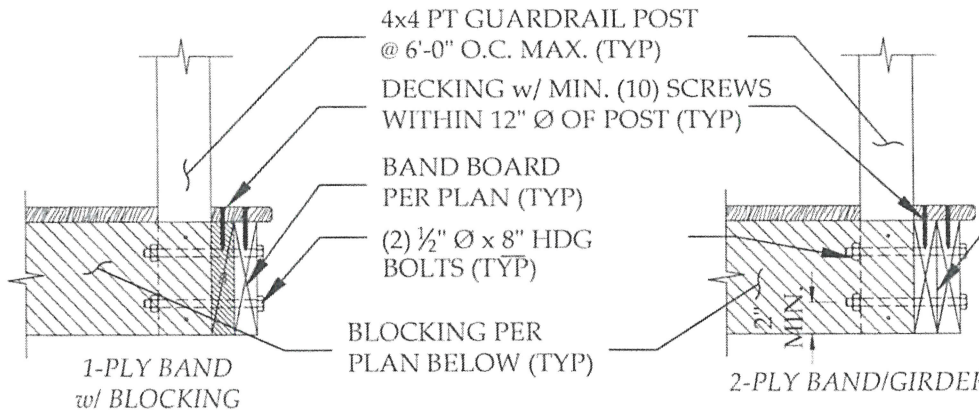 4x4 PT GUARDRAIL POST
@ 6'-0" O.C. MAX. (TYP)
DECKING w/ MIN. (10) SCREWS
WITHIN 12" Ø OF POST (TYP)
BAND BOARD
PER PLAN (TYP)
(2) ½" Ø x 8" HDG
BOLTS (TYP)
BLOCKING PER
PLAN BELOW (TYP)
1-PLY BAND
w/ BLOCKING
2"
MIN.
2-PLY BAND/GIRDER